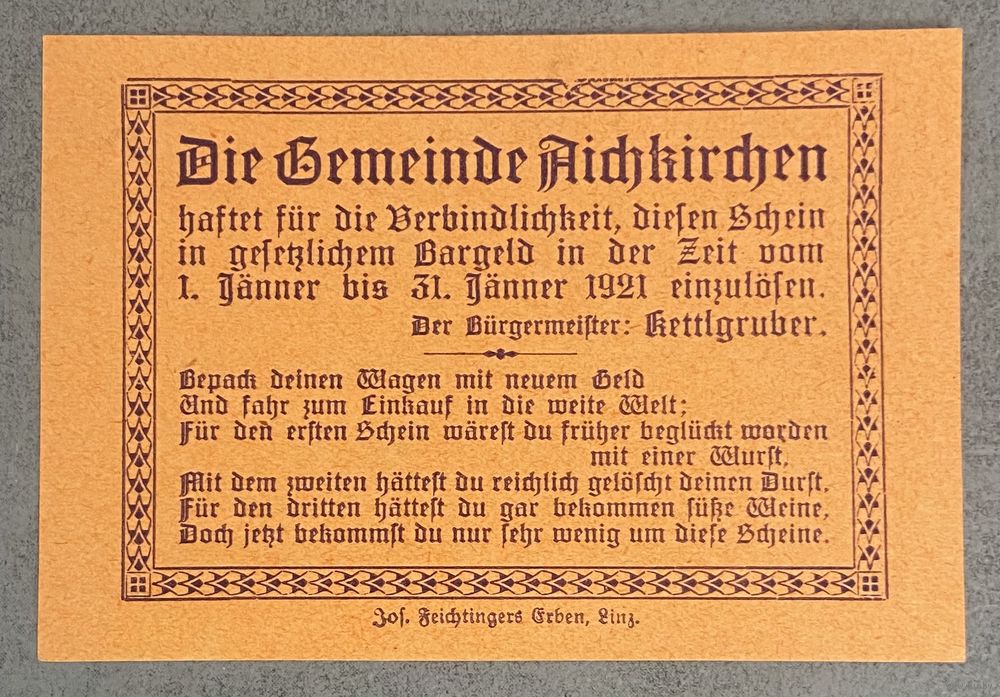 Die Gemeinde Aichkirchen
haftet für die Verbindlichkeit, diesen Schein
in gesetzlichem Bargeld in der Zeit vom
1. Jänner bis 31. Jänner 1921 einzulösen.
Der Bürgermeister: Kettlgruber.
Bepack deinen Wagen mit neuem Geld
Und fahr zum Einkauf in die weite Welt;
Für den ersten Schein wärest du früher beglückt worden
mit einer Wurst,
Mit dem zweiten hättest du reichlich gelöscht deinen Durst,
Für den dritten hättest du gar bekommen süße Weine,
Doch jetzt bekommst du nur sehr wenig um diese Scheine.
Jos. Feichtingers Erben, Linz.